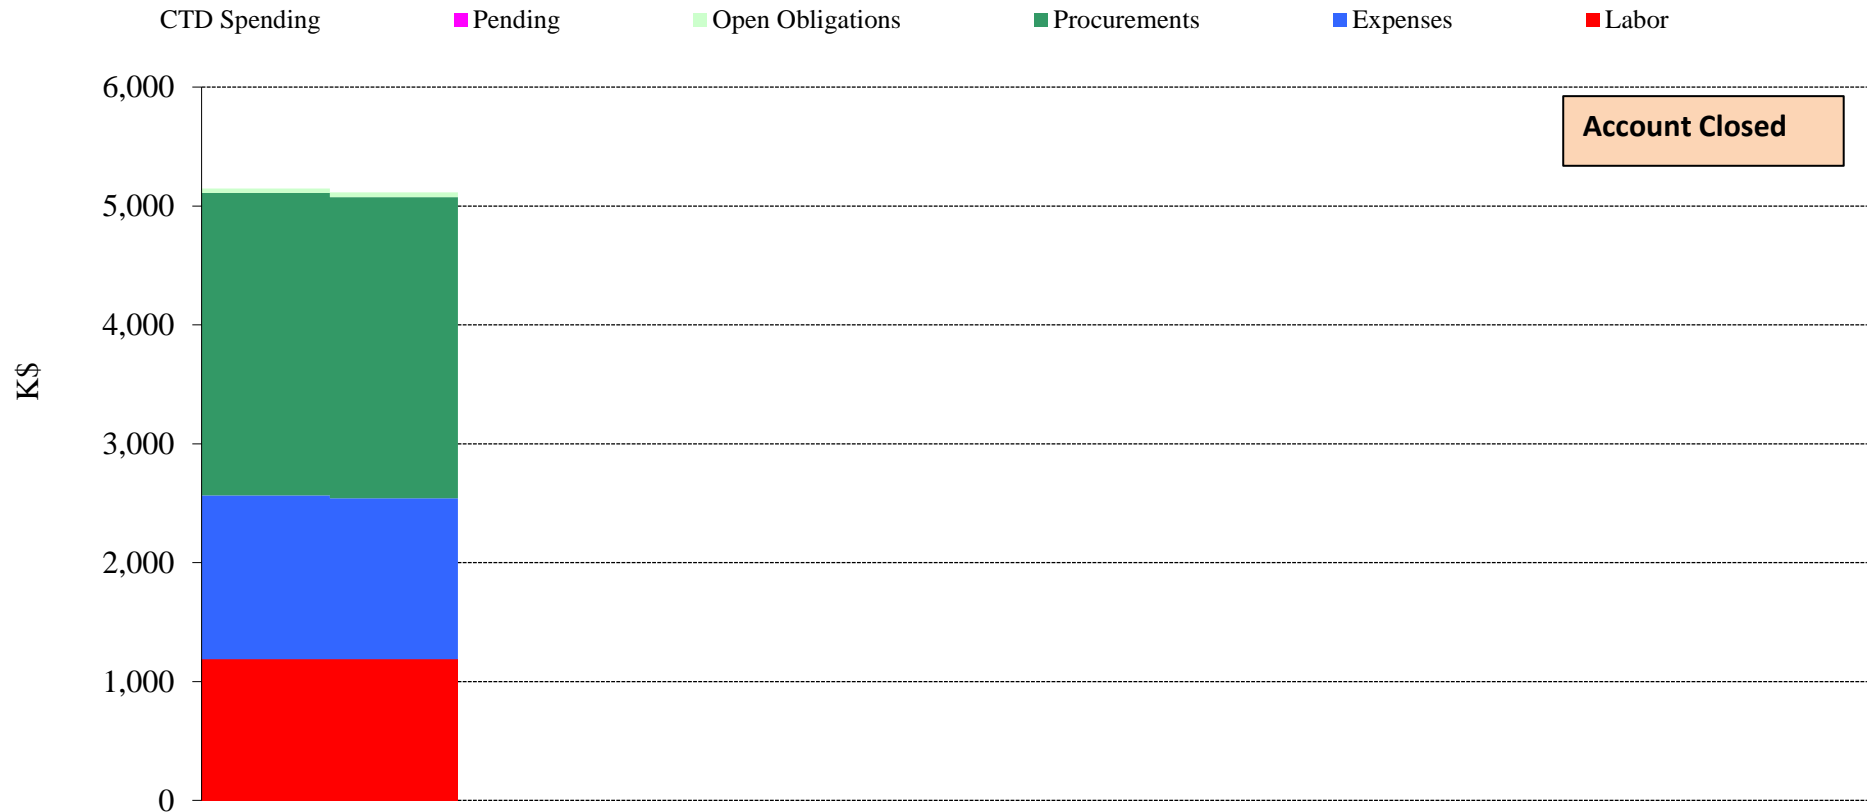 CTD Spending Pending Open Obligations Procurements Expenses Labor
6,000
Account Closed
5,000
4,000
K$
3,000
2,000
1,000
0